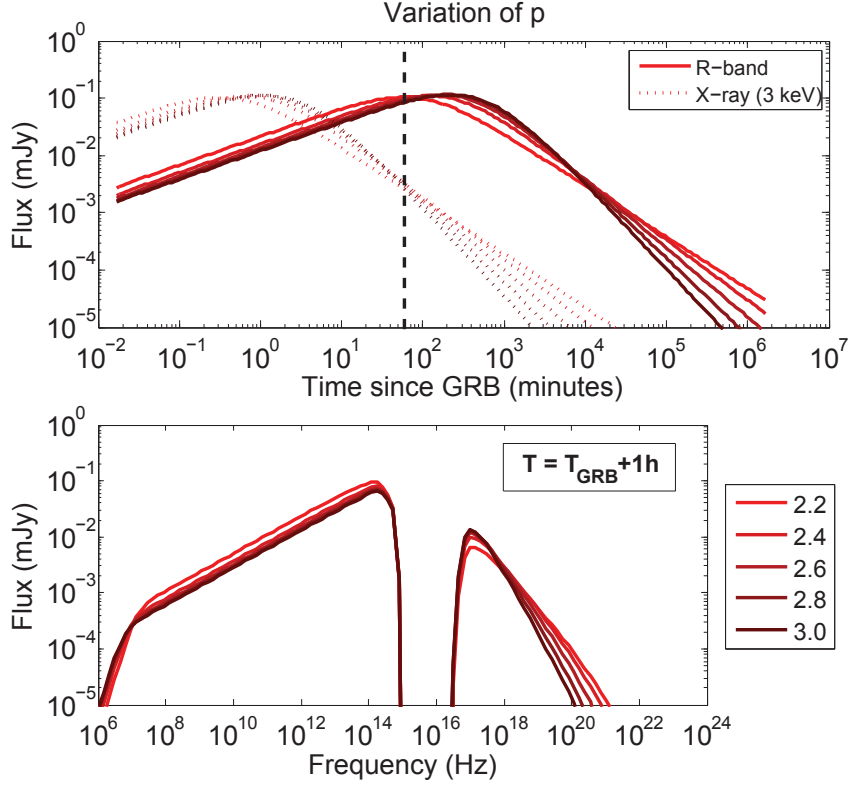 Variation of p
10^0
10^−1
10^−2
10^−3
10^−4
10^−5
Flux (mJy)
R−band
X−ray (3 keV)
10^−2 10^−1 10^0 10^1 10^2 10^3 10^4 10^5 10^6 10^7
Time since GRB (minutes)
10^0
10^−1
10^−2
10^−3
10^−4
10^−5
Flux (mJy)
T = T_GRB+1h
2.2
2.4
2.6
2.8
3.0
10^6 10^8 10^10 10^12 10^14 10^16 10^18 10^20 10^22 10^24
Frequency (Hz)